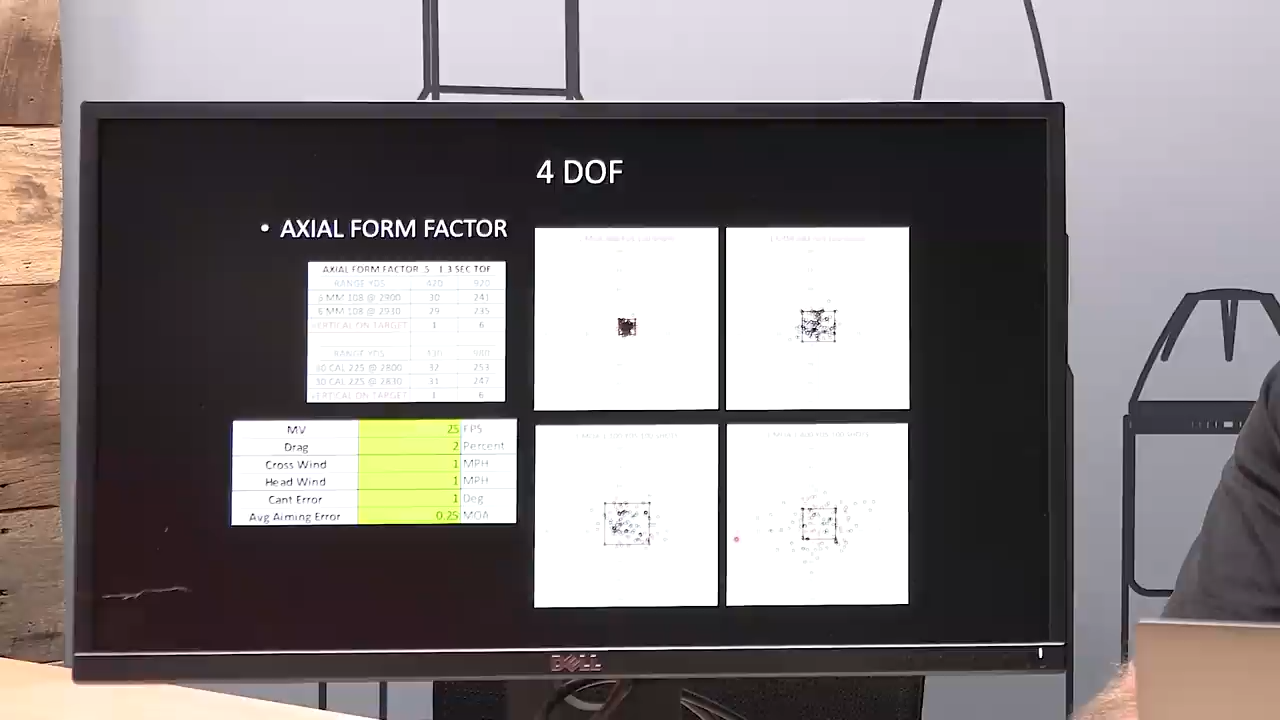 4 DOF
• AXIAL FORM FACTOR
AXIAL FORM FACTOR .5 1.3 SEC TOF
RANGE YDS 420 920
6 MM 108 @ 2900 30 241
6 MM 108 @ 2930 29 235
VERTICAL ON TARGET 1 6
RANGE YDS 430 980
30 CAL 225 @ 2800 32 253
30 CAL 225 @ 2830 31 247
VERTICAL ON TARGET 1 6
MV 25 FPS
Drag 2 Percent
Cross Wind 1 MPH
Head Wind 1 MPH
Cant Error 1 Deg
Avg Aiming Error 0.25 MOA
DELL